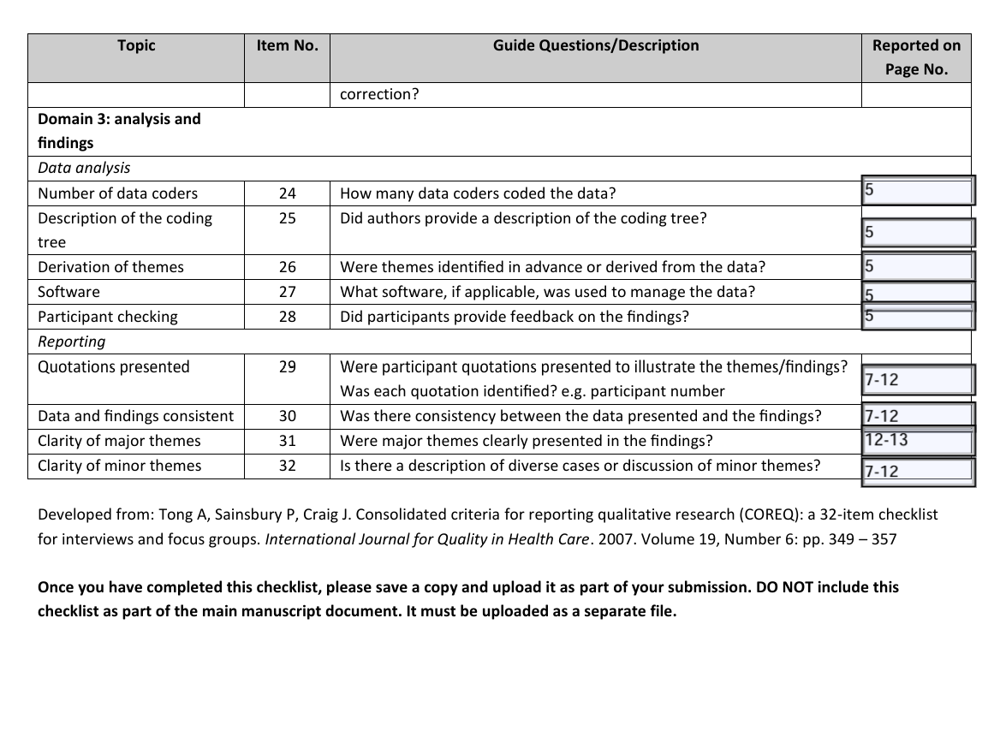 Topic Item No. Guide Questions/Description Reported on
Page No.
correction?
Domain 3: analysis and
findings
Data analysis
Number of data coders 24 How many data coders coded the data? 5
Description of the coding 25 Did authors provide a description of the coding tree?
tree 5
Derivation of themes 26 Were themes identified in advance or derived from the data? 5
Software 27 What software, if applicable, was used to manage the data? 5
Participant checking 28 Did participants provide feedback on the findings? 5
Reporting
Quotations presented 29 Were participant quotations presented to illustrate the themes/findings?
Was each quotation identified? e.g. participant number 7-12
Data and findings consistent 30 Was there consistency between the data presented and the findings? 7-12
Clarity of major themes 31 Were major themes clearly presented in the findings? 12-13
Clarity of minor themes 32 Is there a description of diverse cases or discussion of minor themes? 7-12
Developed from: Tong A, Sainsbury P, Craig J. Consolidated criteria for reporting qualitative research (COREQ): a 32-item checklist
for interviews and focus groups. International Journal for Quality in Health Care. 2007. Volume 19, Number 6: pp. 349 – 357
Once you have completed this checklist, please save a copy and upload it as part of your submission. DO NOT include this
checklist as part of the main manuscript document. It must be uploaded as a separate file.